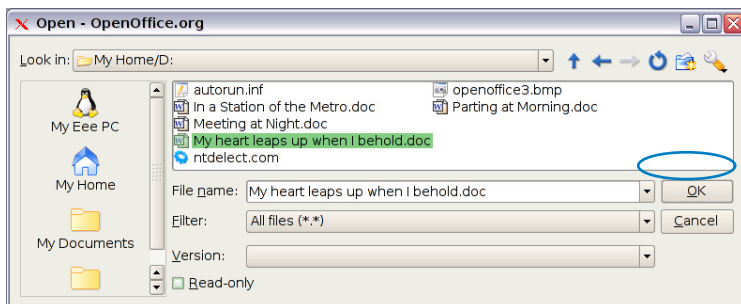 Open - OpenOffice.org
Look in: My Home/D:
My Eee PC
My Home
My Documents
autorun.inf
In a Station of the Metro.doc
Meeting at Night.doc
My heart leaps up when I behold.doc
ntdelect.com
openoffice3.bmp
Parting at Morning.doc
File name: My heart leaps up when I behold.doc OK
Filter: All files (*.*) Cancel
Version:
Read-only